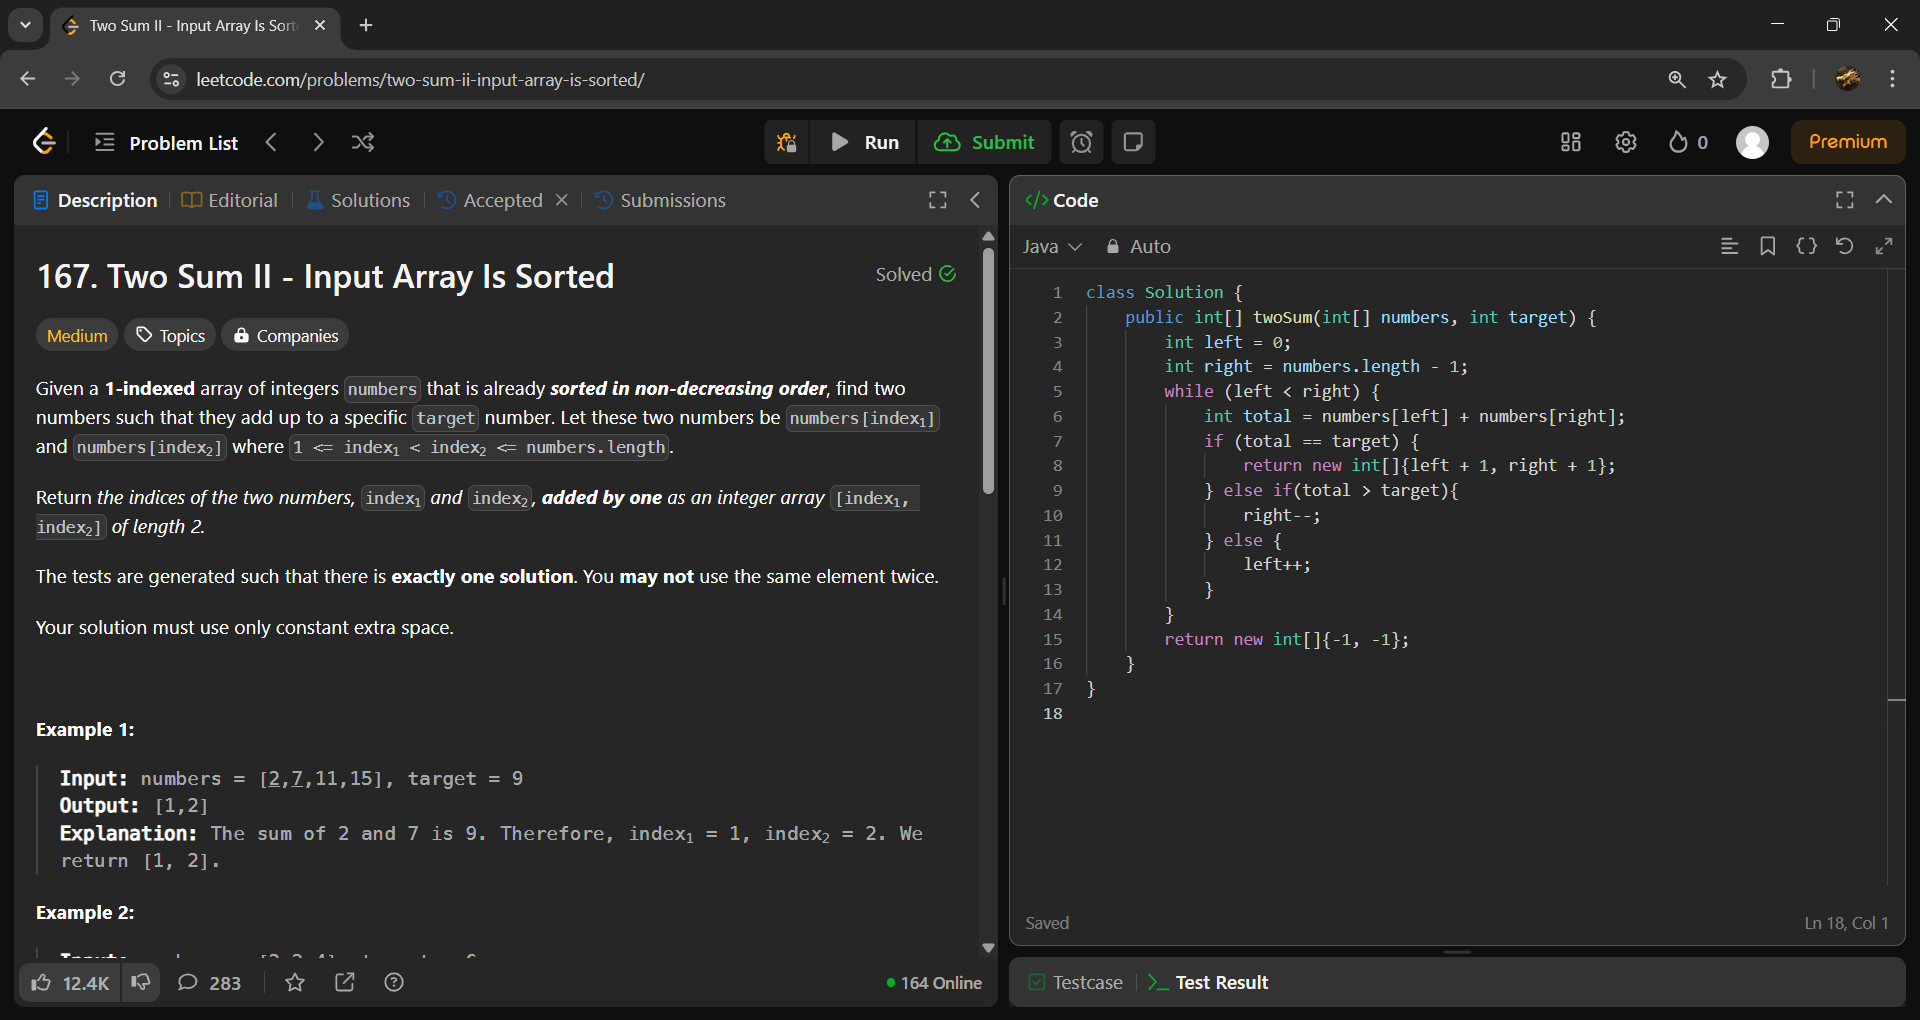 Two Sum II - Input Array Is Sort
leetcode.com/problems/two-sum-ii-input-array-is-sorted/
Problem List
Run
Submit
0
Premium
Description
Editorial
Solutions
Accepted
Submissions
167. Two Sum II - Input Array Is Sorted
Solved
Medium
Topics
Companies
Given a 1-indexed array of integers numbers that is already sorted in non-decreasing order, find two
numbers such that they add up to a specific target number. Let these two numbers be numbers[index₁]
and numbers[index₂] where 1 <= index₁ < index₂ <= numbers.length.
Return the indices of the two numbers, index₁ and index₂, added by one as an integer array [index₁,
index₂] of length 2.
The tests are generated such that there is exactly one solution. You may not use the same element twice.
Your solution must use only constant extra space.
Example 1:
Input: numbers = [2,7,11,15], target = 9
Output: [1,2]
Explanation: The sum of 2 and 7 is 9. Therefore, index₁ = 1, index₂ = 2. We
return [1, 2].
Example 2:
12.4K
283
164 Online
Code
Java
Auto
1 class Solution {
2     public int[] twoSum(int[] numbers, int target) {
3         int left = 0;
4         int right = numbers.length - 1;
5         while (left < right) {
6             int total = numbers[left] + numbers[right];
7             if (total == target) {
8                 return new int[]{left + 1, right + 1};
9             } else if(total > target){
10                 right--;
11             } else {
12                 left++;
13             }
14         }
15         return new int[]{-1, -1};
16     }
17 }
18
Saved
Ln 18, Col 1
Testcase
Test Result